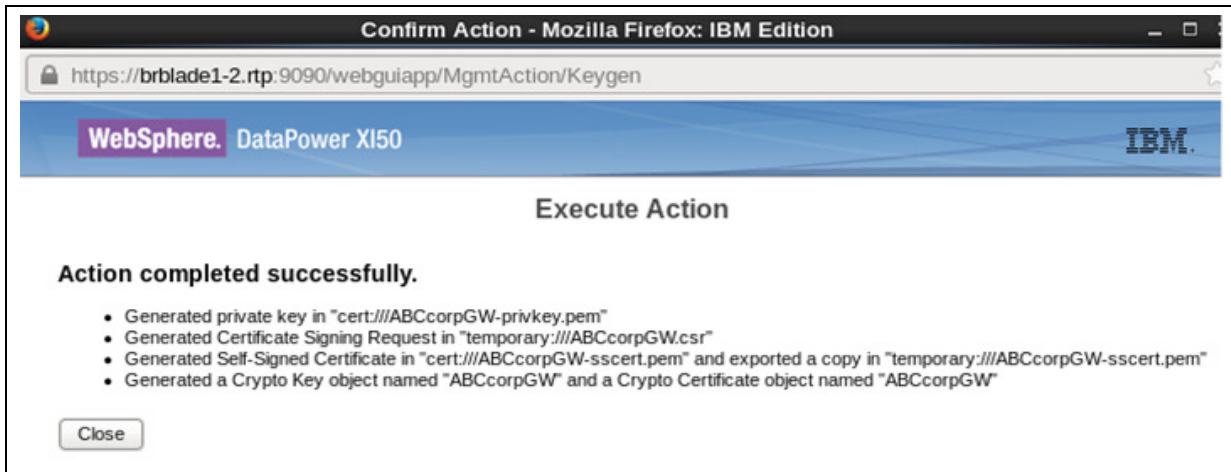 Confirm Action - Mozilla Firefox: IBM Edition
https://brblade1-2.rtp:9090/webguiapp/MgmtAction/Keygen
WebSphere. DataPower XI50 IBM.
Execute Action
Action completed successfully.
• Generated private key in "cert:///ABCcorpGW-privkey.pem"
• Generated Certificate Signing Request in "temporary:///ABCcorpGW.csr"
• Generated Self-Signed Certificate in "cert:///ABCcorpGW-sscert.pem" and exported a copy in "temporary:///ABCcorpGW-sscert.pem"
• Generated a Crypto Key object named "ABCcorpGW" and a Crypto Certificate object named "ABCcorpGW"
Close